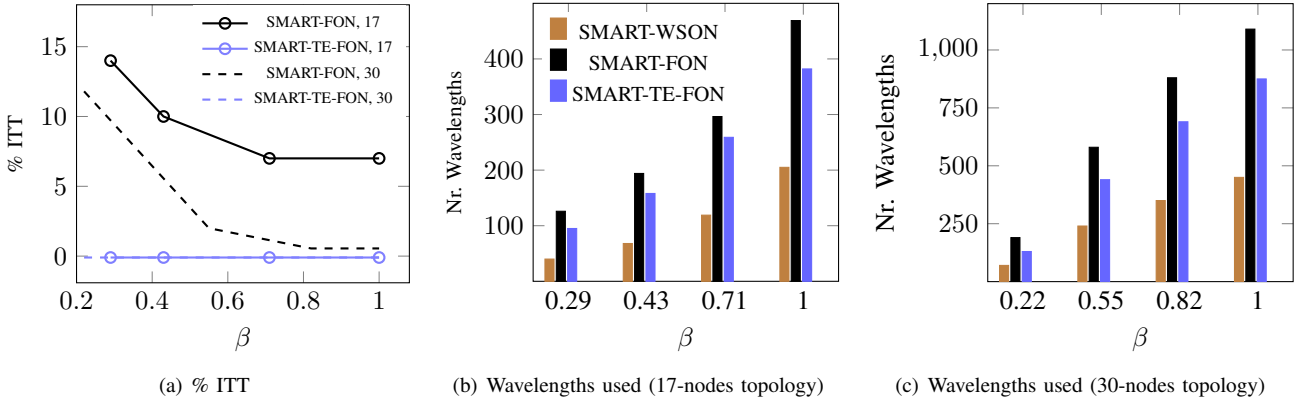 % ITT
15
10
5
0
0.2
0.4
0.6
0.8
1
β
SMART-FON, 17
SMART-TE-FON, 17
SMART-FON, 30
SMART-TE-FON, 30
(a) % ITT
Nr. Wavelengths
400
300
200
100
0.29
0.43
0.71
1
β
SMART-WSON
SMART-FON
SMART-TE-FON
(b) Wavelengths used (17-nodes topology)
Nr. Wavelengths
1,000
750
500
250
0.22
0.55
0.82
1
β
(c) Wavelengths used (30-nodes topology)